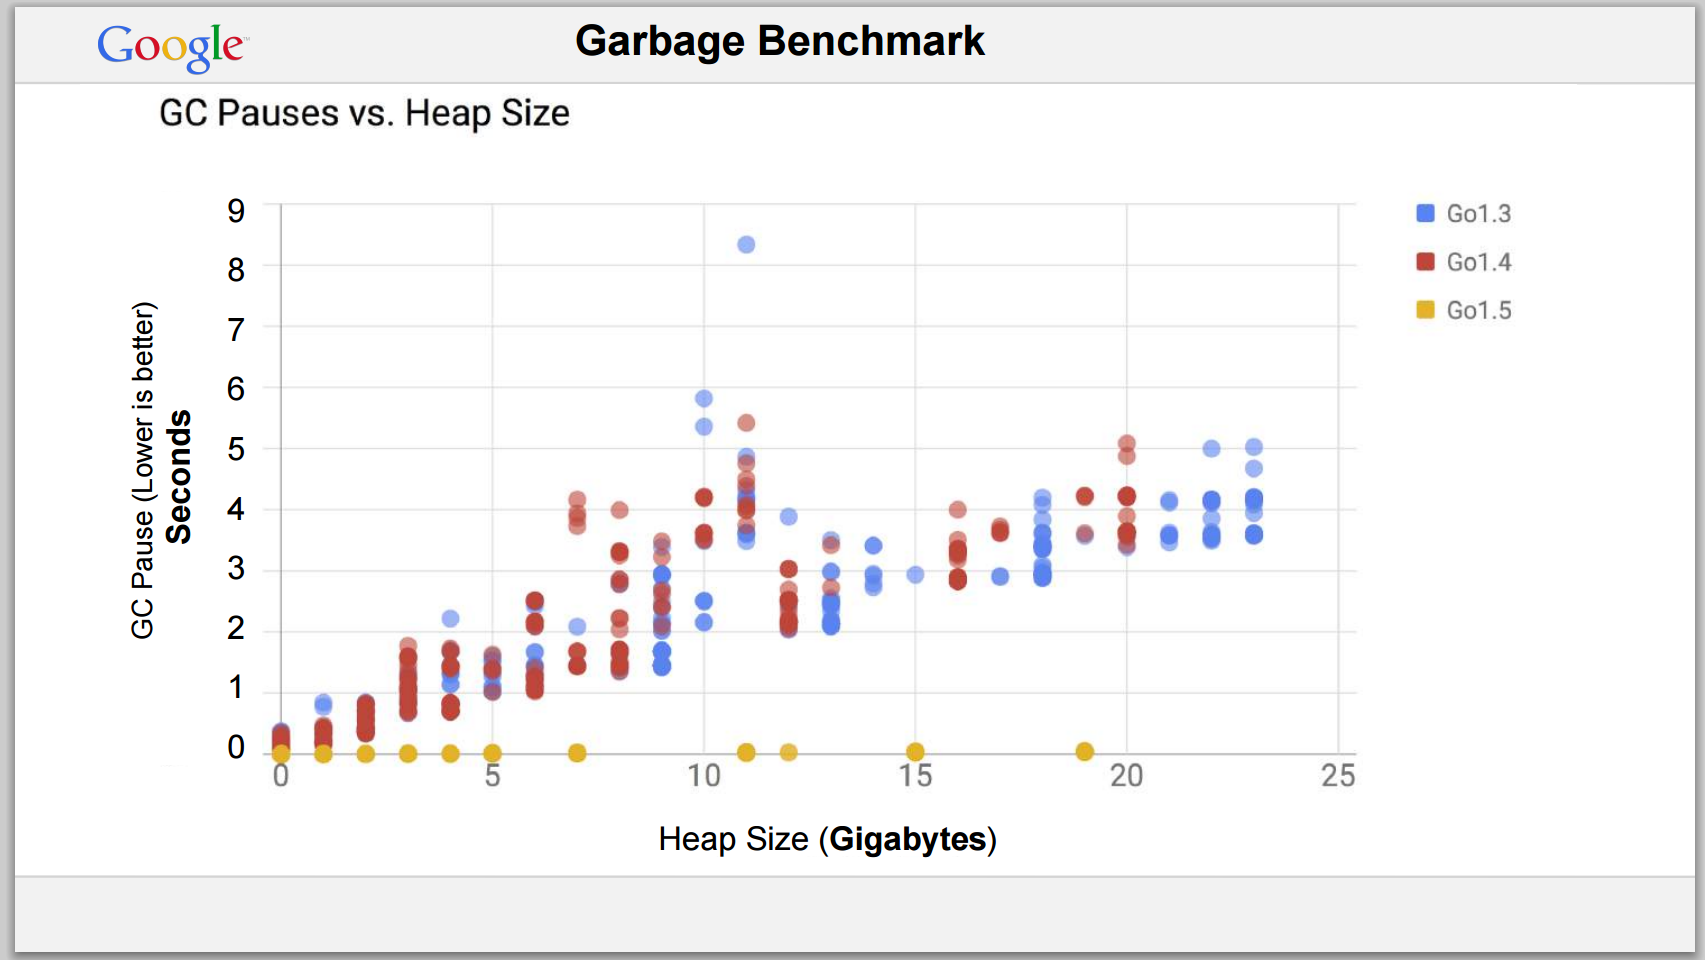 Google™
Garbage Benchmark
GC Pauses vs. Heap Size
GC Pause (Lower is better)
Seconds
9
8
7
6
5
4
3
2
1
0
0 5 10 15 20 25
Heap Size (Gigabytes)
Go1.3
Go1.4
Go1.5